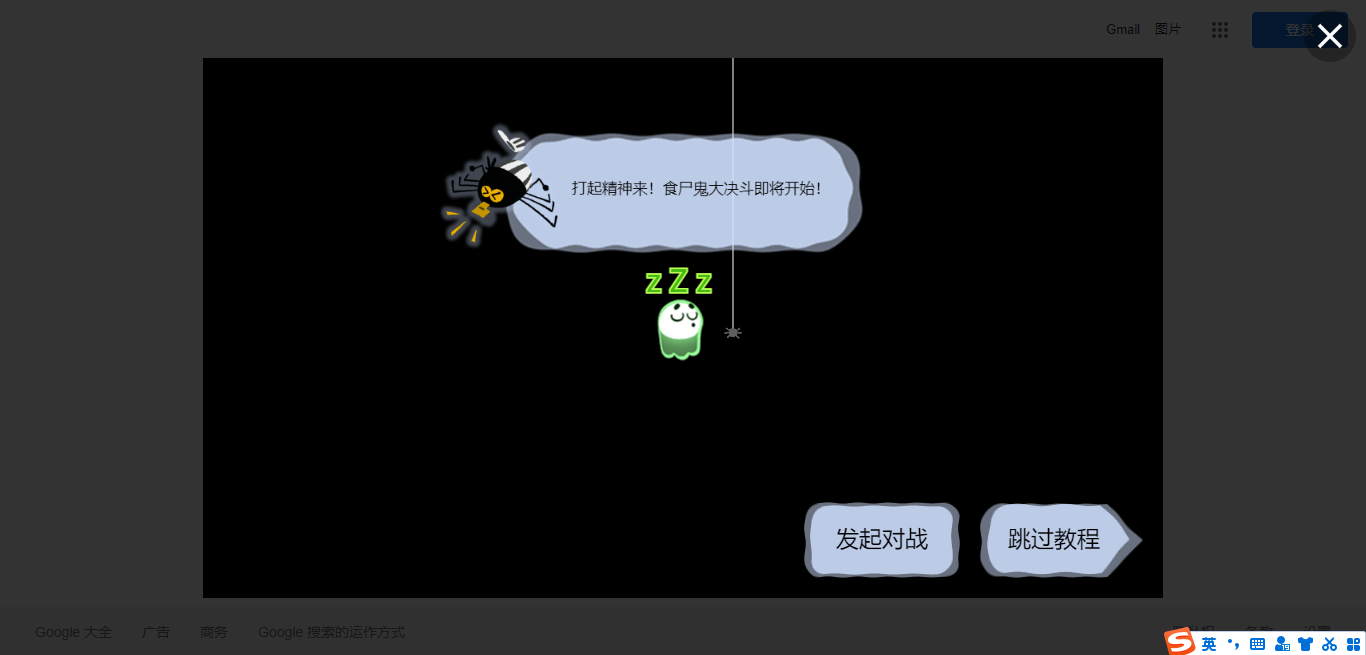 Gmail 图片 登录
打起精神来！食尸鬼大决斗即将开始！
zZz
发起对战 跳过教程
Google 大全 广告 商务 Google 搜索的运作方式 设置
英